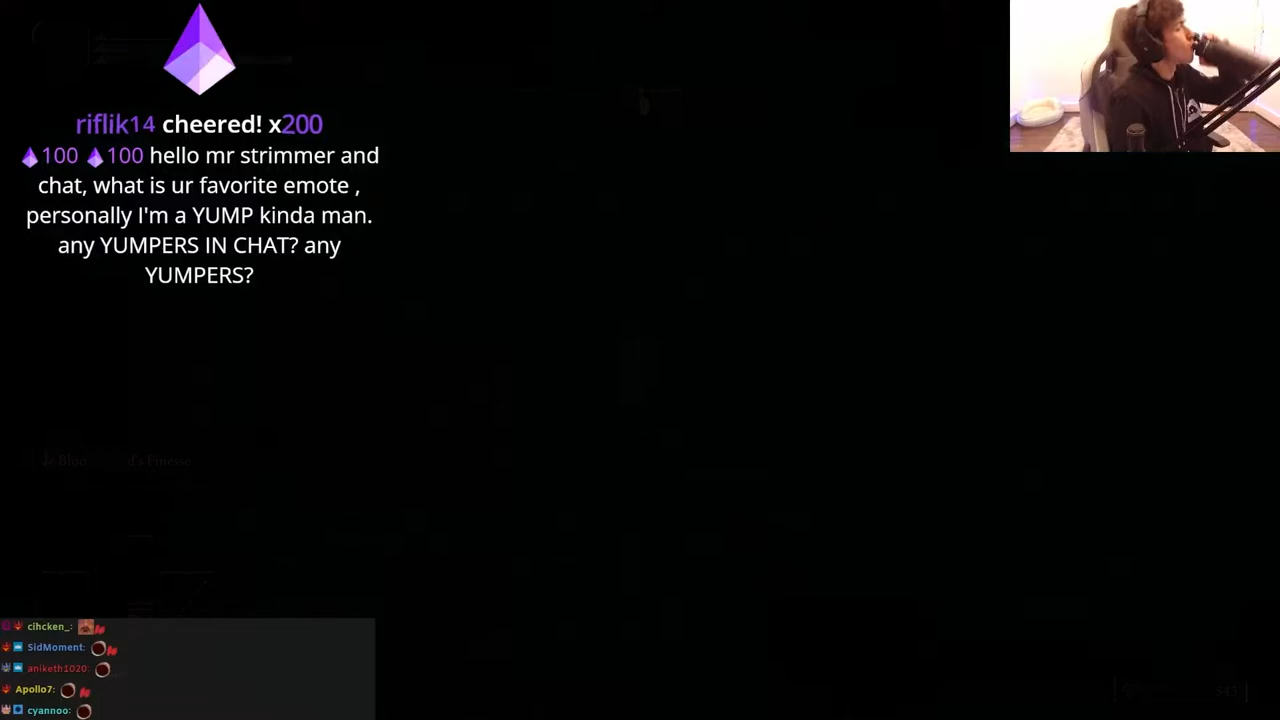 riflik14 cheered! x200
100 100 hello mr strimmer and
chat, what is ur favorite emote ,
personally I'm a YUMP kinda man.
any YUMPERS IN CHAT? any
YUMPERS?
cihcken_:
SidMoment:
aniketh1020:
Apollo7:
cyannoo: